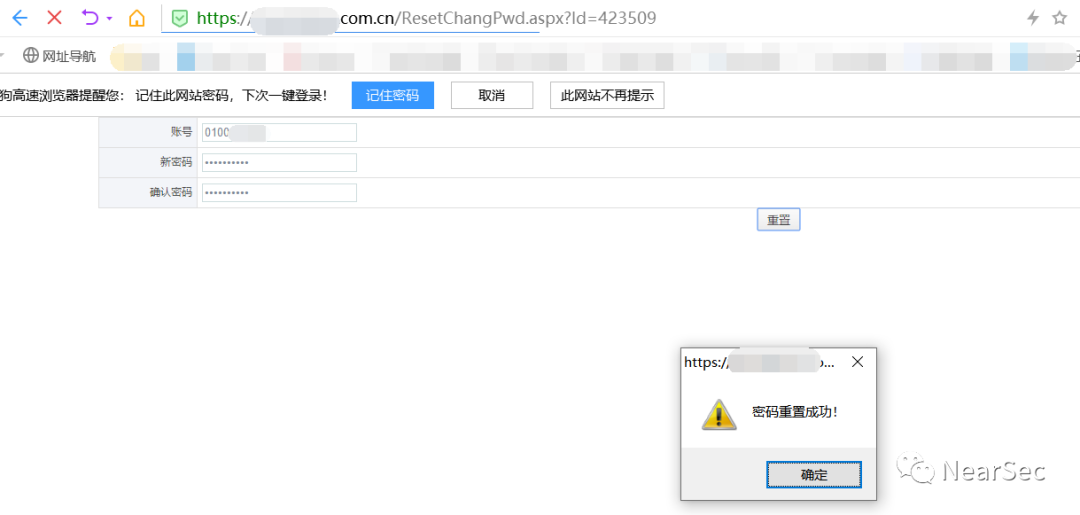 https://com.cn/ResetChangPwd.aspx?Id=423509
网址导航
狗高速浏览器提醒您: 记住此网站密码，下次一键登录！ 记住密码 取消 此网站不再提示
账号 0100
新密码 ••••••••••
确认密码 ••••••••••
重置
https://...
密码重置成功！
确定
NearSec